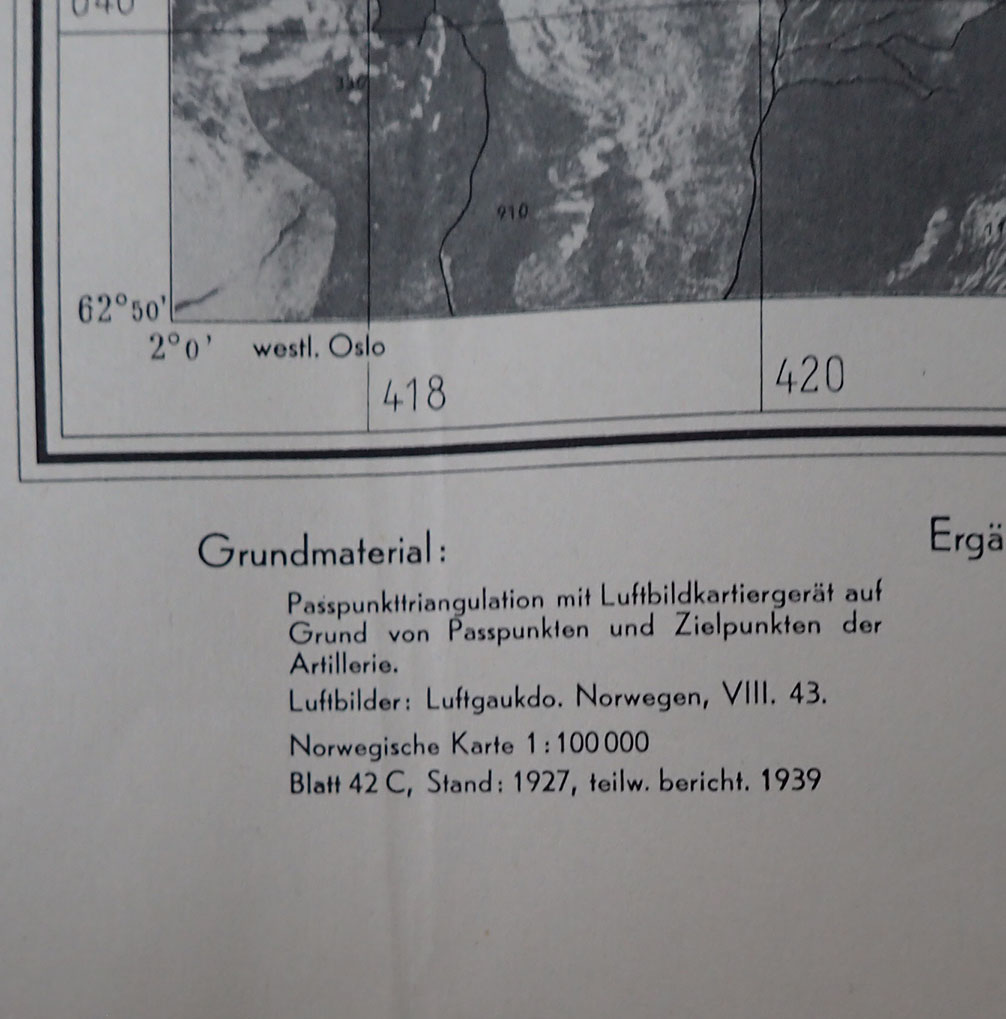 040
910
62°50'
2°0' westl. Oslo
418
420
Grundmaterial:
Ergä
Passpunkttriangulation mit Luftbildkartiergerät auf
Grund von Passpunkten und Zielpunkten der
Artillerie.
Luftbilder: Luftgaukdo. Norwegen, VIII. 43.
Norwegische Karte 1:100000
Blatt 42 C, Stand: 1927, teilw. bericht. 1939